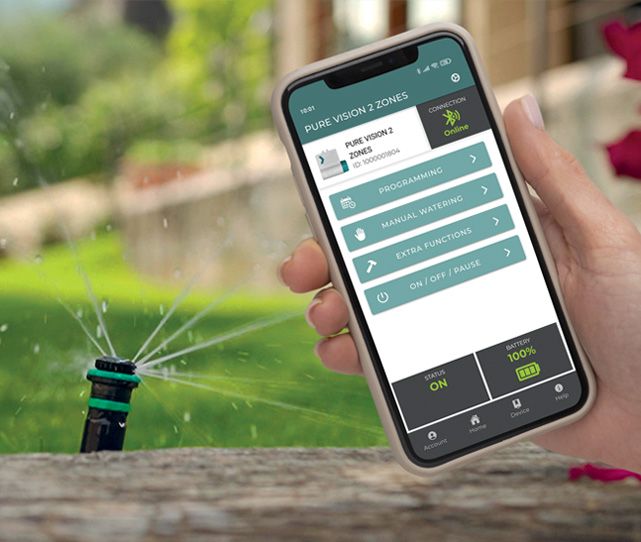 10:01
PURE VISION 2 ZONES
PURE VISION 2
ZONES
ID: 1000001604
CONNECTION
Online
PROGRAMMING
MANUAL WATERING
EXTRA FUNCTIONS
ON / OFF / PAUSE
STATUS
ON
BATTERY
100%
Account
Home
Device
Help